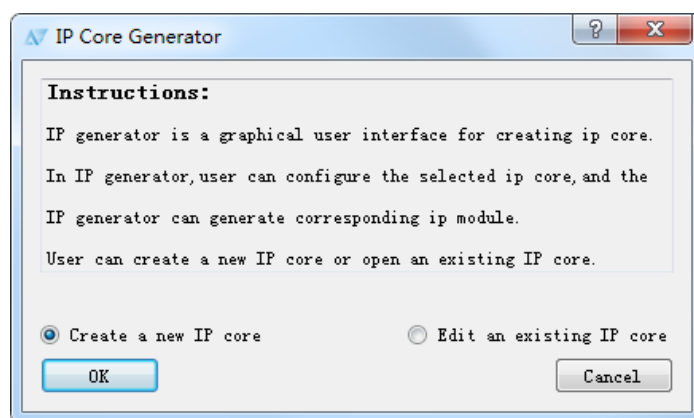 IP Core Generator
Instructions:
IP generator is a graphical user interface for creating ip core.
In IP generator,user can configure the selected ip core,and the
IP generator can generate corresponding ip module.
User can create a new IP core or open an existing IP core.
Create a new IP core
Edit an existing IP core
OK
Cancel